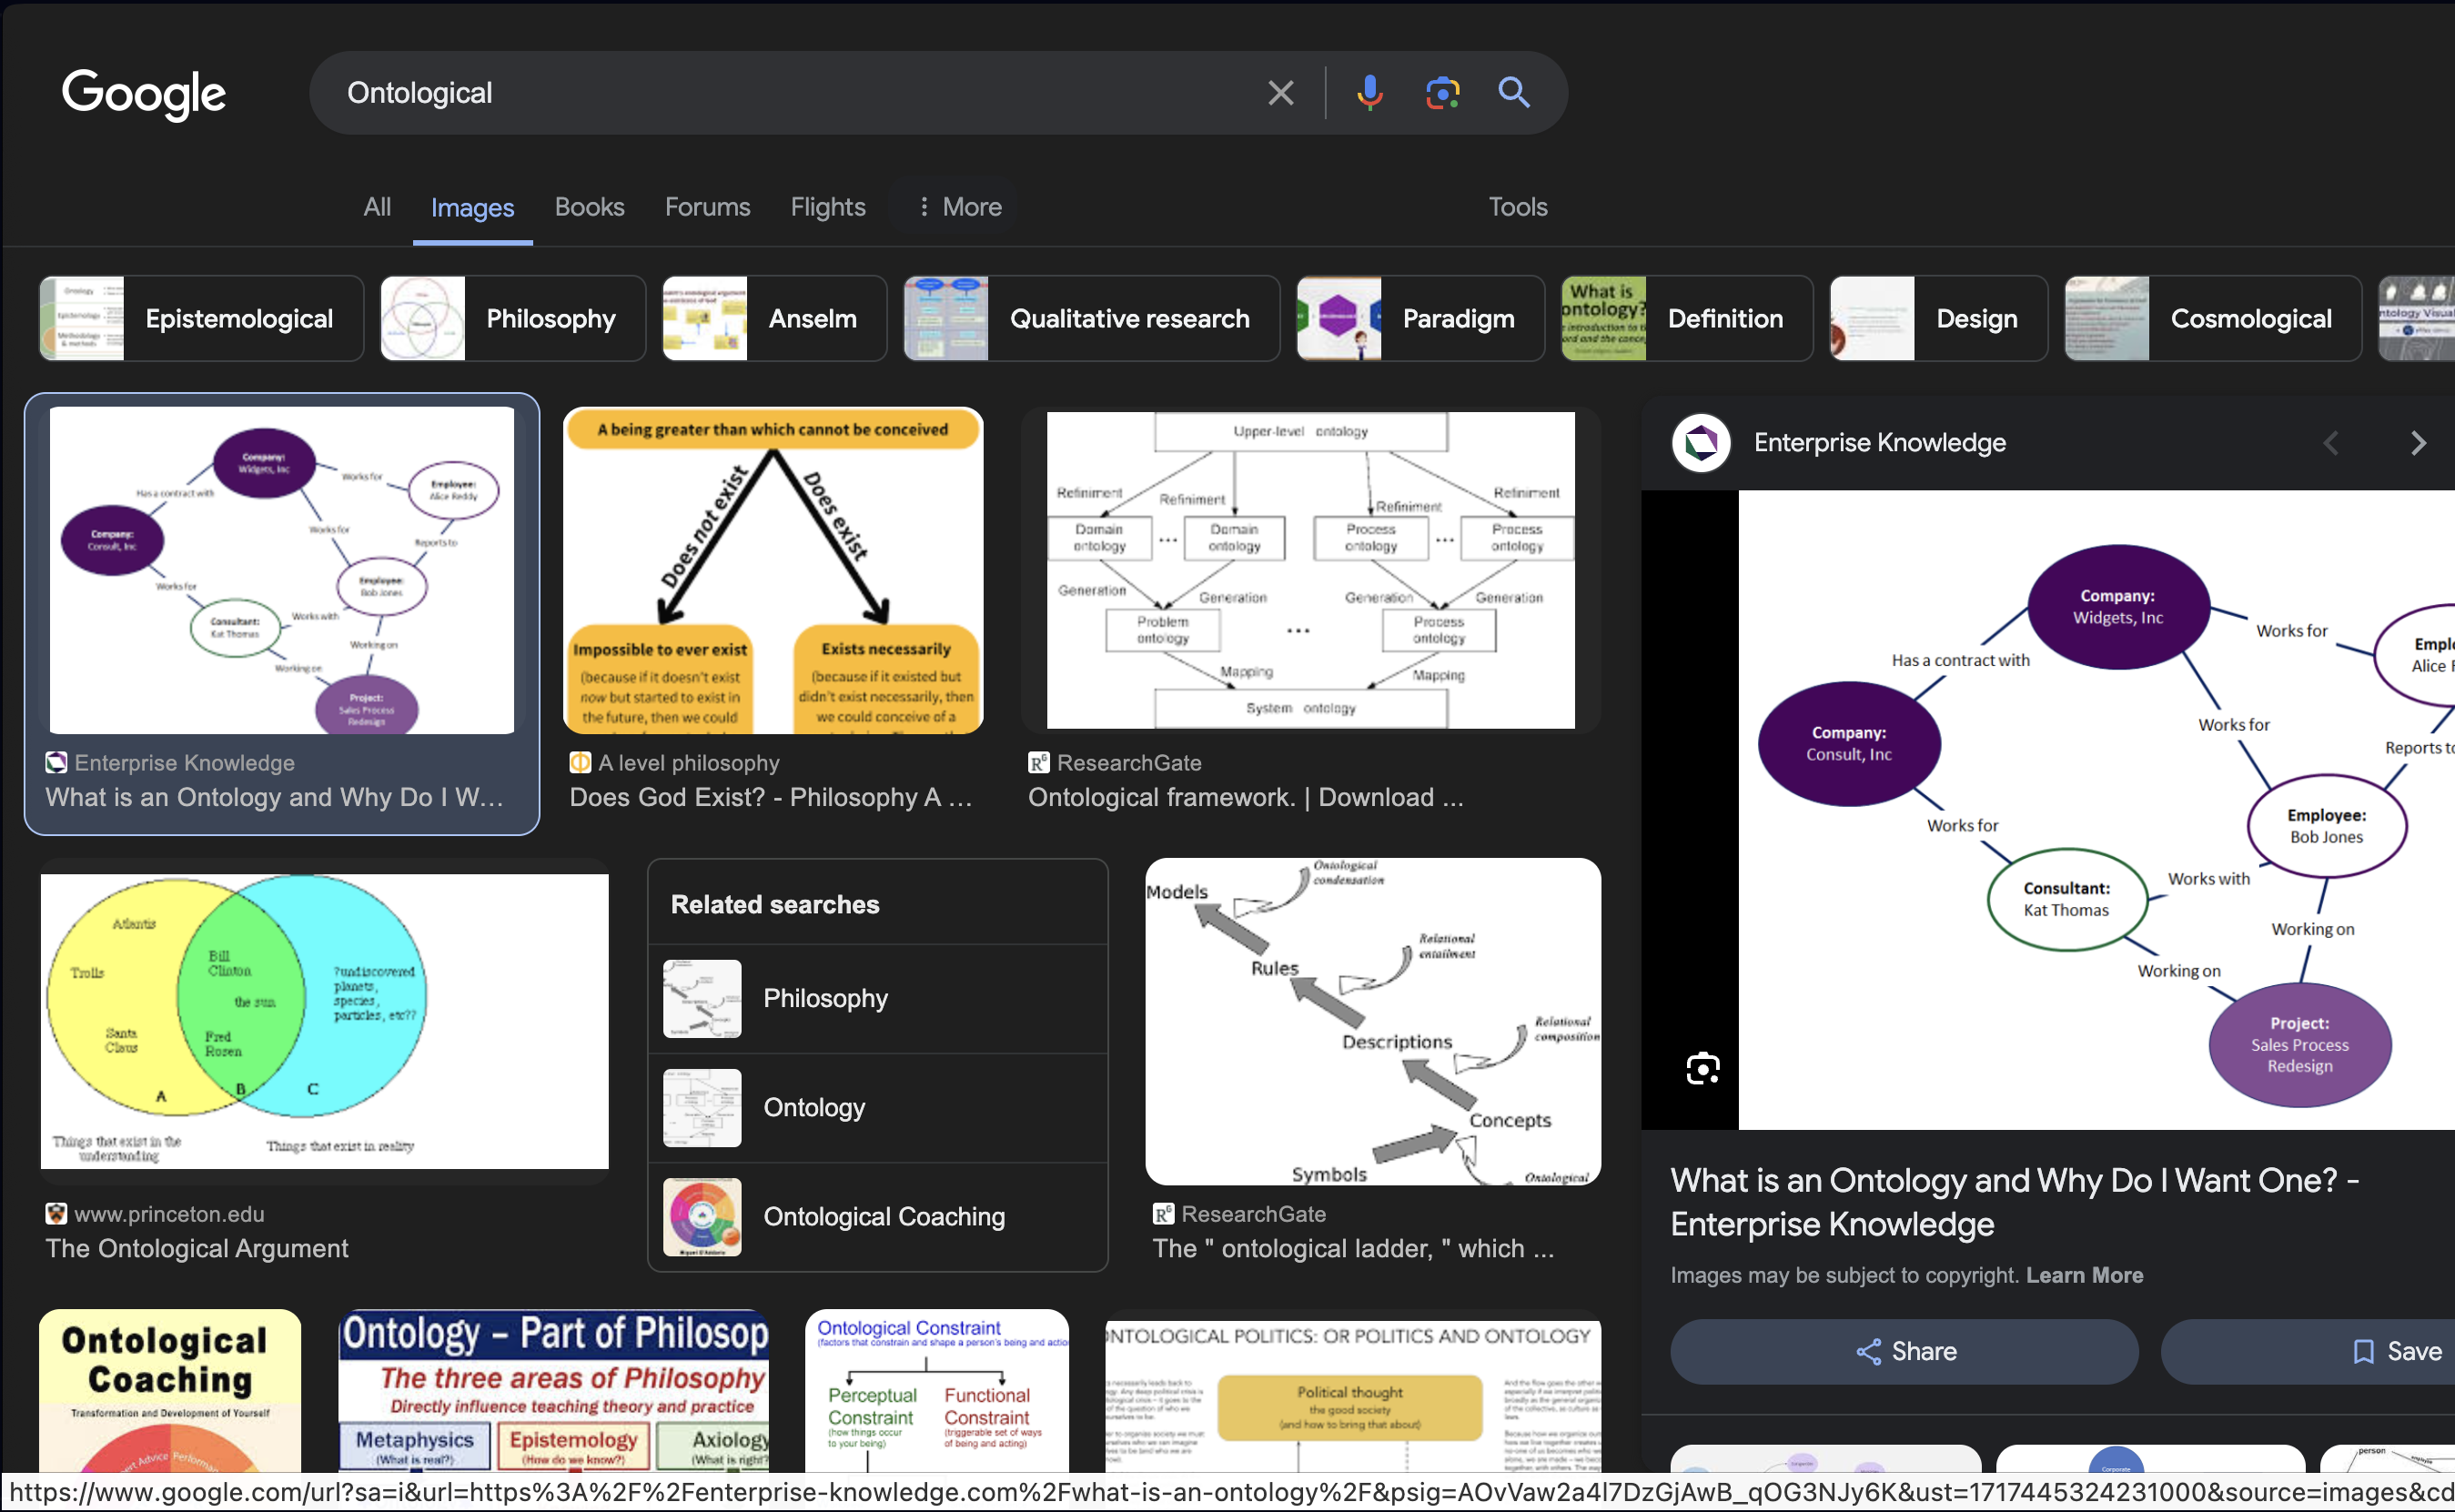 Google
Ontological
All
Images
Books
Forums
Flights
More
Tools
Epistemological
Philosophy
Anselm
Qualitative research
Paradigm
What is
ontology?
Definition
Design
Cosmological
Company:
Widgets, Inc
Works for
Employee:
Alice Reddy
Has a contract with
Company:
Consult, Inc
Works for
Reports to
Works for
Employee:
Bob Jones
Consultant:
Kat Thomas
Works with
Working on
Working on
Project:
Sales Process
Redesign
Enterprise Knowledge
What is an Ontology and Why Do I W...
A being greater than which cannot be conceived
Does not exist
Does exist
Impossible to ever exist
(because if it doesn't exist
now but started to exist in
the future, then we could
Exists necessarily
(because if it existed but
didn't exist necessarily, then
we could conceive of a
A level philosophy
Does God Exist? - Philosophy A ...
Upper-level ontology
Refiniment
Refiniment
Refiniment
Refiniment
Domain
ontology
...
Domain
ontology
Process
ontology
...
Process
ontology
Generation
Generation
Generation
Generation
Problem
ontology
...
Process
ontology
Mapping
Mapping
System ontology
ResearchGate
Ontological framework. | Download ...
Enterprise Knowledge
Company:
Widgets, Inc
Works for
Emplo
Alice R
Has a contract with
Company:
Consult, Inc
Works for
Reports to
Works for
Employee:
Bob Jones
Consultant:
Kat Thomas
Works with
Working on
Working on
Project:
Sales Process
Redesign
What is an Ontology and Why Do I Want One? -
Enterprise Knowledge
Images may be subject to copyright. Learn More
Share
Save
Atlantis
Trolls
Santa
Claus
Bill
Clinton
the sun
Fred
Rosen
?undiscovered
planets,
species,
particles, etc??
A
B
C
Things that exist in the
understanding
Things that exist in reality
www.princeton.edu
The Ontological Argument
Related searches
Philosophy
Ontology
Ontological Coaching
Models
Ontological
condensation
Rules
Relational
entailment
Descriptions
Relational
composition
Concepts
Symbols
Ontological
ResearchGate
The " ontological ladder, " which ...
Ontological
Coaching
Transformation and Development of Yourself
Ontology – Part of Philosop
The three areas of Philosophy
Directly influence teaching theory and practice
Metaphysics
(What is real?)
Epistemology
(How do we know?)
Axiology
(What is right?
Ontological Constraint
(factors that constrain and shape a person's being and actio
Perceptual
Constraint
(how things occur
to your being)
Functional
Constraint
(triggerable set of ways
of being and acting)
ONTOLOGICAL POLITICS: OR POLITICS AND ONTOLOGY
Political thought
the good society
(and how to bring that about)
person
https://www.google.com/url?sa=i&url=https%3A%2F%2Fenterprise-knowledge.com%2Fwhat-is-an-ontology%2F&psig=AOvVaw2a4l7DzGjAwB_qOG3NJy6K&ust=1717445324231000&source=images&cd